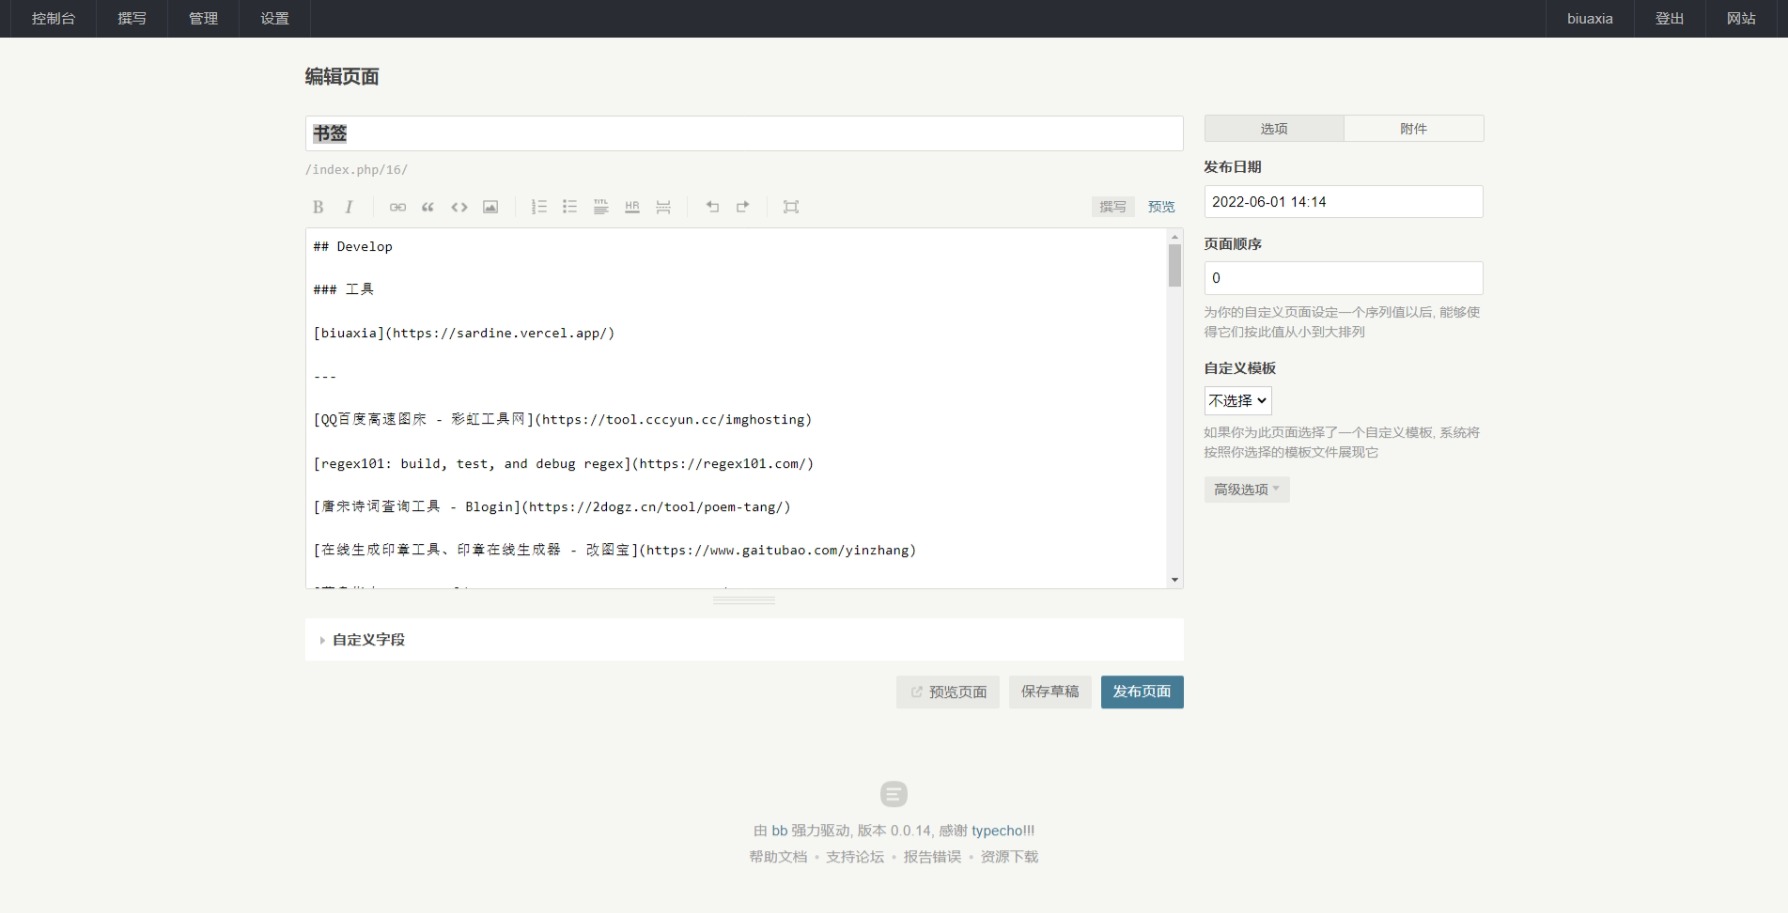 控制台 撰写 管理 设置 biuaxia 登出 网站
编辑页面
书签
选项 附件
/index.php/16/
发布日期
2022-06-01 14:14
撰写 预览
## Develop
页面顺序
0
### 工具
为你的自定义页面设定一个序列值以后, 能够使
得它们按此值从小到大排列
[biuaxia](https://sardine.vercel.app/)
自定义模板
---
不选择
[QQ百度高速图床 - 彩虹工具网](https://tool.cccyun.cc/imghosting)
如果你为此页面选择了一个自定义模板, 系统将
按照你选择的模板文件展现它
[regex101: build, test, and debug regex](https://regex101.com/)
高级选项
[唐宋诗词查询工具 - Blogin](https://2dogz.cn/tool/poem-tang/)
[在线生成印章工具、印章在线生成器 - 改图宝](https://www.gaitubao.com/yinzhang)
自定义字段
预览页面 保存草稿 发布页面
由 bb 强力驱动, 版本 0.0.14, 感谢 typecho!!!
帮助文档 • 支持论坛 • 报告错误 • 资源下载